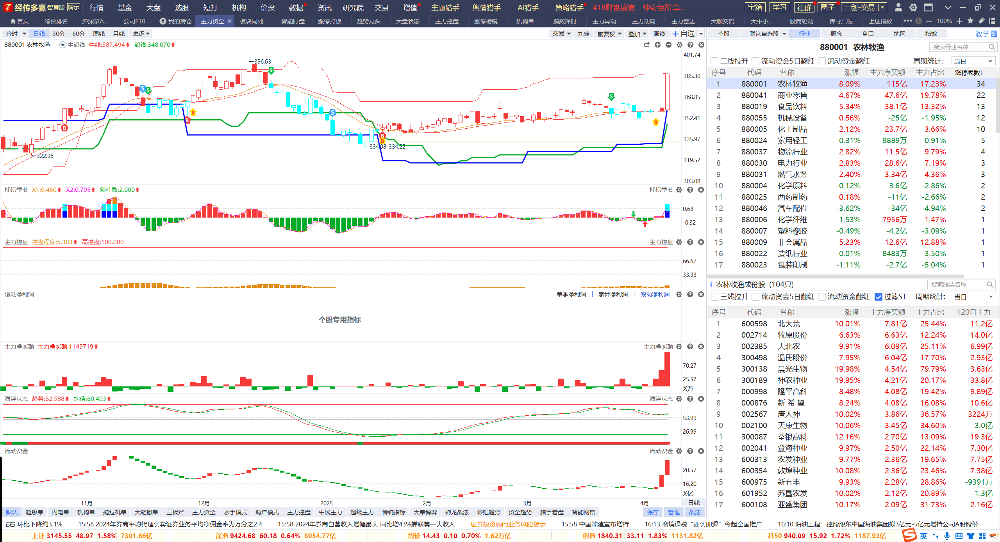 经传多赢 智尊版 演示 行情 基金 大盘 选股 短打 机构 价投 数据 资讯 研究院 交易 增值 主题猎手 舆情猎手 AI猎手 策略猎手 418财富盛宴，神奇色阶享... 宝箱 学习 社群 圈子 一创-交易
首页 综合排名 沪深京A... 公司F10 我的持仓 主力资金 板块同列 智能盯盘 涨停打板 趋势龙头 大盘状态 主力控盘 涨停棱镜 机构单 指数择时 主力异动 主力动向 主力雷达 大咖交流 大中小... 股商轮动 传导共振 上证指数 100%
分时 日线 30分 60分 周线 月线 更多 交易 九转 前复权 叠加 画线 自选
880001 农林牧渔 牛熊线 牛线:387.494 熊线:348.070
401.74
396.63
385.30
368.85
352.41
335.97
334.08-334.22
322.96
319.52
303.08
捕捞季节 X1:0.460 X2:0.795 彩柱数:2.000 捕捞季节
0.68
-0.32
主力控盘 控盘程度:5.383 高控盘:100.000 主力控盘
66.67
33.33
滚动净利润 单季净利润 累计净利润 滚动净利润
个股专用指标
主力净买额 主力净买额:1149719 主力净买额
70.27
25.57
X万
海洋状态 趋势:62.588 均值:60.493 海洋状态
53.99
26.99
流动资金 流动资金
20.57
16.20
X亿
11月 12月 2025 2月 3月 4月 日线
默认 超级单 闪电单 机构单 拖拉机单 大笔撤单 三板斧 主力资金 水手模式 海洋模式 主力控盘 中线主力 超级主力 传统指标 大单博弈 神龙战法 彩虹趋势 资金趋势 猎手看盘 智能网格 保存 管理 战法
个股 默认自选股 行业 概念 盘口 地区 指数 教学
880001 农林牧渔 搜索行业名称
三线拉升 流动资金5日翻红 流动资金翻红 周期统计: 当日
序号 代码 名称 涨幅 主力净买额 主力占比 涨停家数↓
1 880001 农林牧渔 8.09% 115亿 17.23% 34
2 880041 商业零售 4.67% 47.6亿 19.78% 22
3 880019 食品饮料 5.34% 38.1亿 13.32% 13
4 880055 机械设备 0.56% -25亿 -1.95% 12
5 880005 化工制品 2.12% 23.7亿 3.66% 10
6 880024 家用轻工 -0.31% -9889万 -0.91% 5
7 880037 物流行业 2.82% 11.5亿 9.79% 4
8 880030 电力行业 2.83% 28.6亿 7.19% 3
9 880031 燃气水务 2.40% 3.34亿 4.36% 3
10 880004 化学原料 -0.12% -3.6亿 -2.86% 2
11 880025 西药制药 0.18% -11亿 -2.66% 2
12 880046 汽车配件 -3.62% -34亿 -4.94% 2
13 880006 化学纤维 -1.53% 7956万 1.47% 1
14 880007 塑料橡胶 -0.49% -4.2亿 -3.09% 1
15 880009 非金属品 5.23% 12.6亿 12.88% 1
16 880022 造纸行业 -0.01% -8483万 -3.50% 1
17 880023 包装印刷 -1.11% -2.7亿 -5.04% 1
农林牧渔成份股 (104只) 搜索股票名称
三线拉升 流动资金5日翻红 流动资金翻红 过滤ST 周期统计: 当日
序号 代码 名称 涨幅 主力净买额 主力占比 120日主力
1 600598 北大荒 10.01% 7.81亿 25.44% 11.2亿
2 002714 牧原股份 6.63% 6.63亿 12.24% 14.0亿
3 002385 大北农 9.91% 6.09亿 25.11% 6.99亿
4 300498 温氏股份 7.95% 6.04亿 17.70% 2.93亿
5 300138 晨光生物 19.98% 4.54亿 79.79% 3.63亿
6 300189 神农种业 19.95% 4.21亿 20.17% 33.8亿
7 000998 隆平高科 8.48% 4.08亿 19.42% 9.89亿
8 000876 新 希 望 8.24% 4.08亿 16.08% 10.6亿
9 002567 唐人神 10.02% 3.86亿 36.57% 3224万
10 002100 天康生物 10.06% 3.45亿 34.60% -3.0亿
11 300087 荃银高科 12.16% 2.70亿 13.09% 19.3亿
12 002041 登海种业 9.97% 2.50亿 22.14% 7.30亿
13 600313 农发种业 9.77% 2.36亿 19.65% 7.75亿
14 600354 敦煌种业 10.08% 2.36亿 23.46% 7.38亿
15 600975 新五丰 9.93% 2.28亿 28.86% -9391万
16 601952 苏垦农发 10.02% 2.12亿 20.89% -1.3亿
17 600108 亚盛集团 10.17% 2.09亿 31.73% 2.16亿
右 环比下降约3.1% 15:58 2024年券商平均代理买卖证券业务平均净佣金率为万分之2.4 15:58 2024年券商自营收入增幅最大 同比增43%蝉联第一大收入 证券投资顾问业务风险提示 15:58 中国能建宣布增持 16:13 离境退税“即买即退”今起全国推广 16:10 海油工程：控股股东中国海油集团拟3亿元-5亿元增持公司A股股份
上证 3145.55 48.97 1.58% 7301.66亿 深指 9424.68 60.18 0.64% 8954.77亿 均价 14.43 0.10 0.70% 1.62万亿 创指 1840.31 33.11 1.83% 1131.82亿 科50 940.09 15.92 1.72% 1187.93亿 英